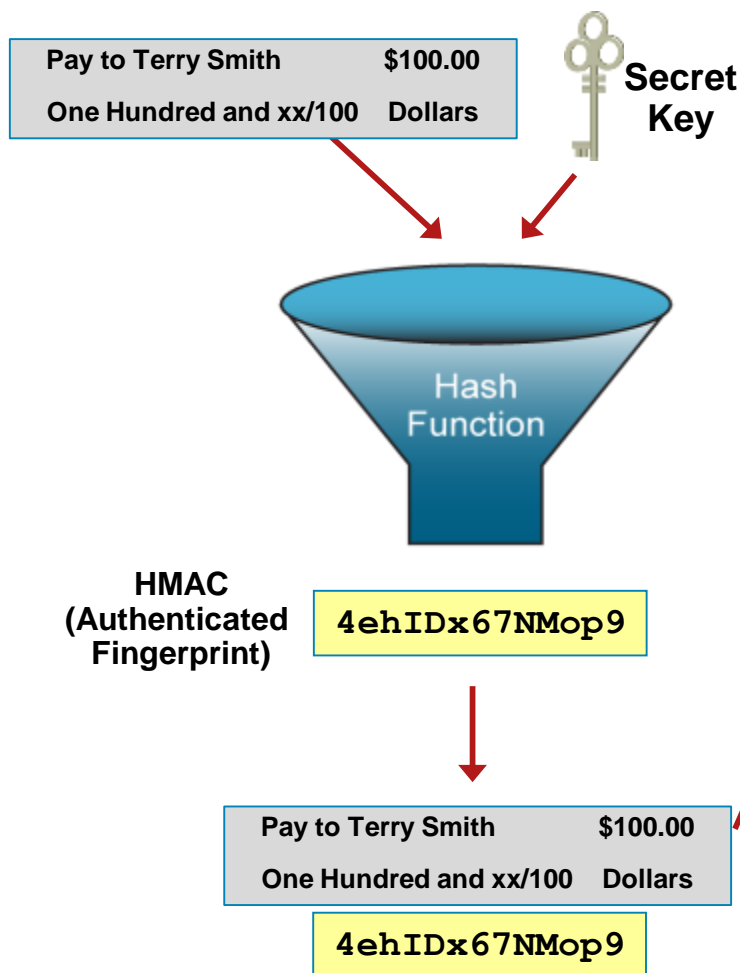 Pay to Terry Smith $100.00
One Hundred and xx/100 Dollars
Secret
Key
Hash
Function
HMAC
(Authenticated
Fingerprint)
4ehIDx67NMop9
Pay to Terry Smith $100.00
One Hundred and xx/100 Dollars
4ehIDx67NMop9